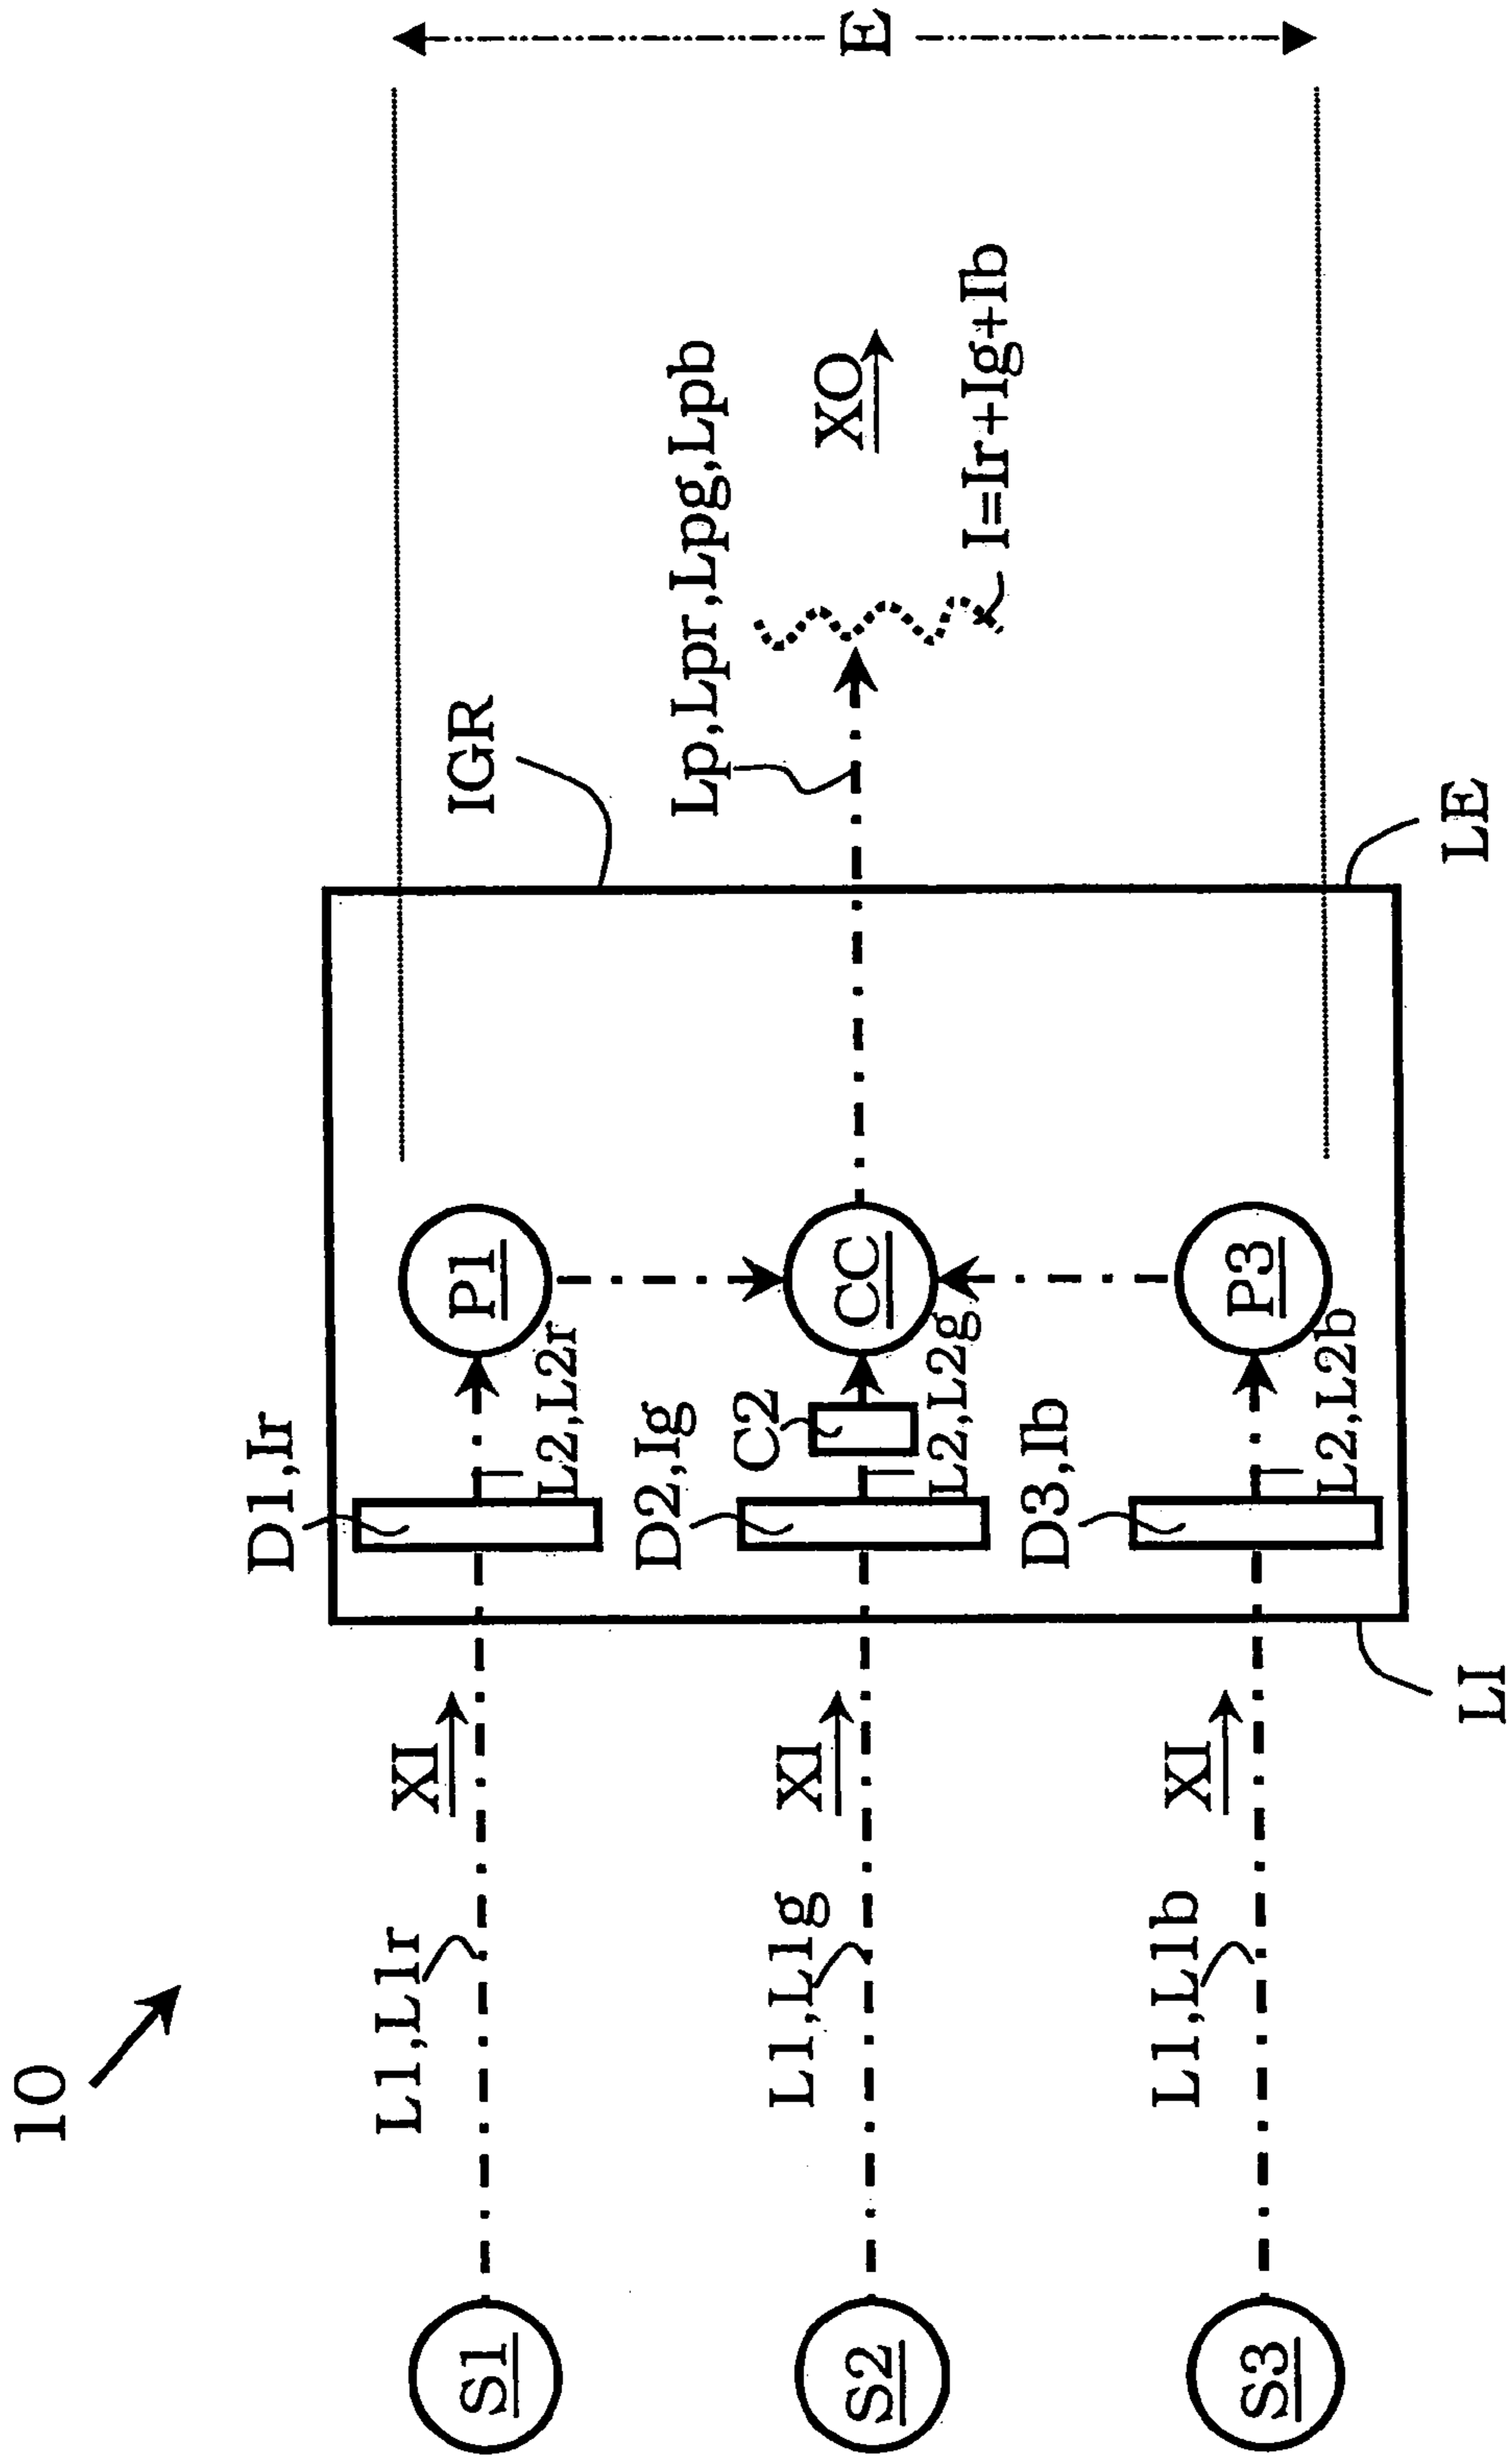 10
S1
L1,L1r
XI
D1,Ir
L2,L2r
P1
S2
L1,L1g
XI
D2,Ig
C2
L2,L2g
CC
S3
L1,L1b
XI
D3,Ib
L2,L2b
P3
LI
IGR
LE
Lp,Lpr,Lpg,Lpb
XO
I=Ir+Ig+Ib
E